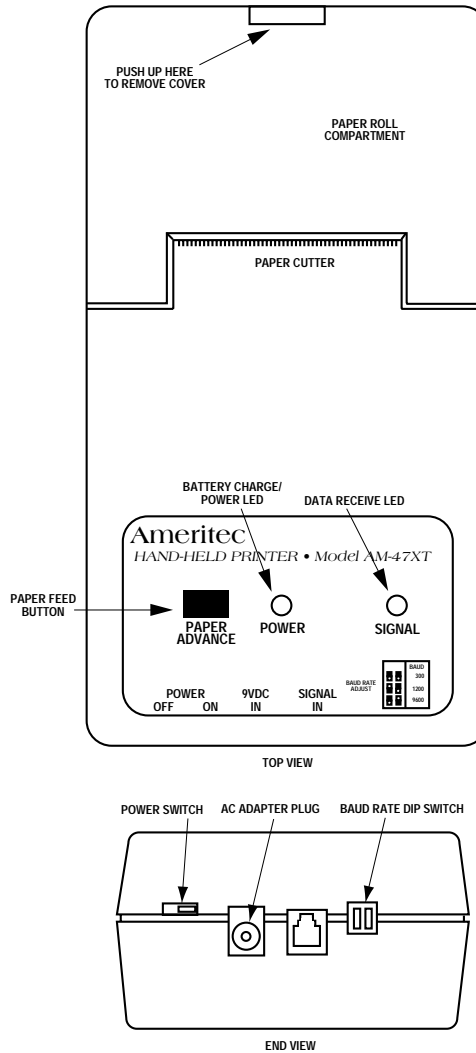 PUSH UP HERE
TO REMOVE COVER
PAPER ROLL
COMPARTMENT
PAPER CUTTER
BATTERY CHARGE/
POWER LED
DATA RECEIVE LED
Ameritec
HAND-HELD PRINTER • Model AM-47XT
PAPER FEED
BUTTON
PAPER
ADVANCE
POWER
SIGNAL
BAUD RATE
ADJUST
BAUD
300
1200
9600
POWER
OFF ON
9VDC
IN
SIGNAL
IN
TOP VIEW
POWER SWITCH
AC ADAPTER PLUG
BAUD RATE DIP SWITCH
END VIEW